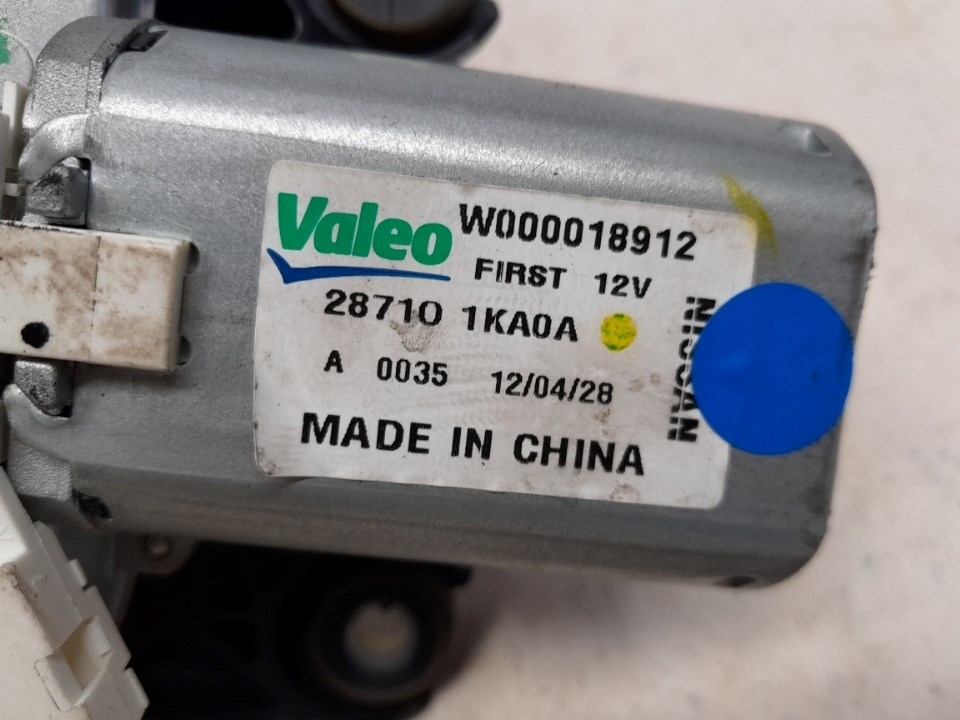 Valeo W000018912
FIRST 12V
28710 1KA0A
A 0035 12/04/28
MADE IN CHINA
NISSAN